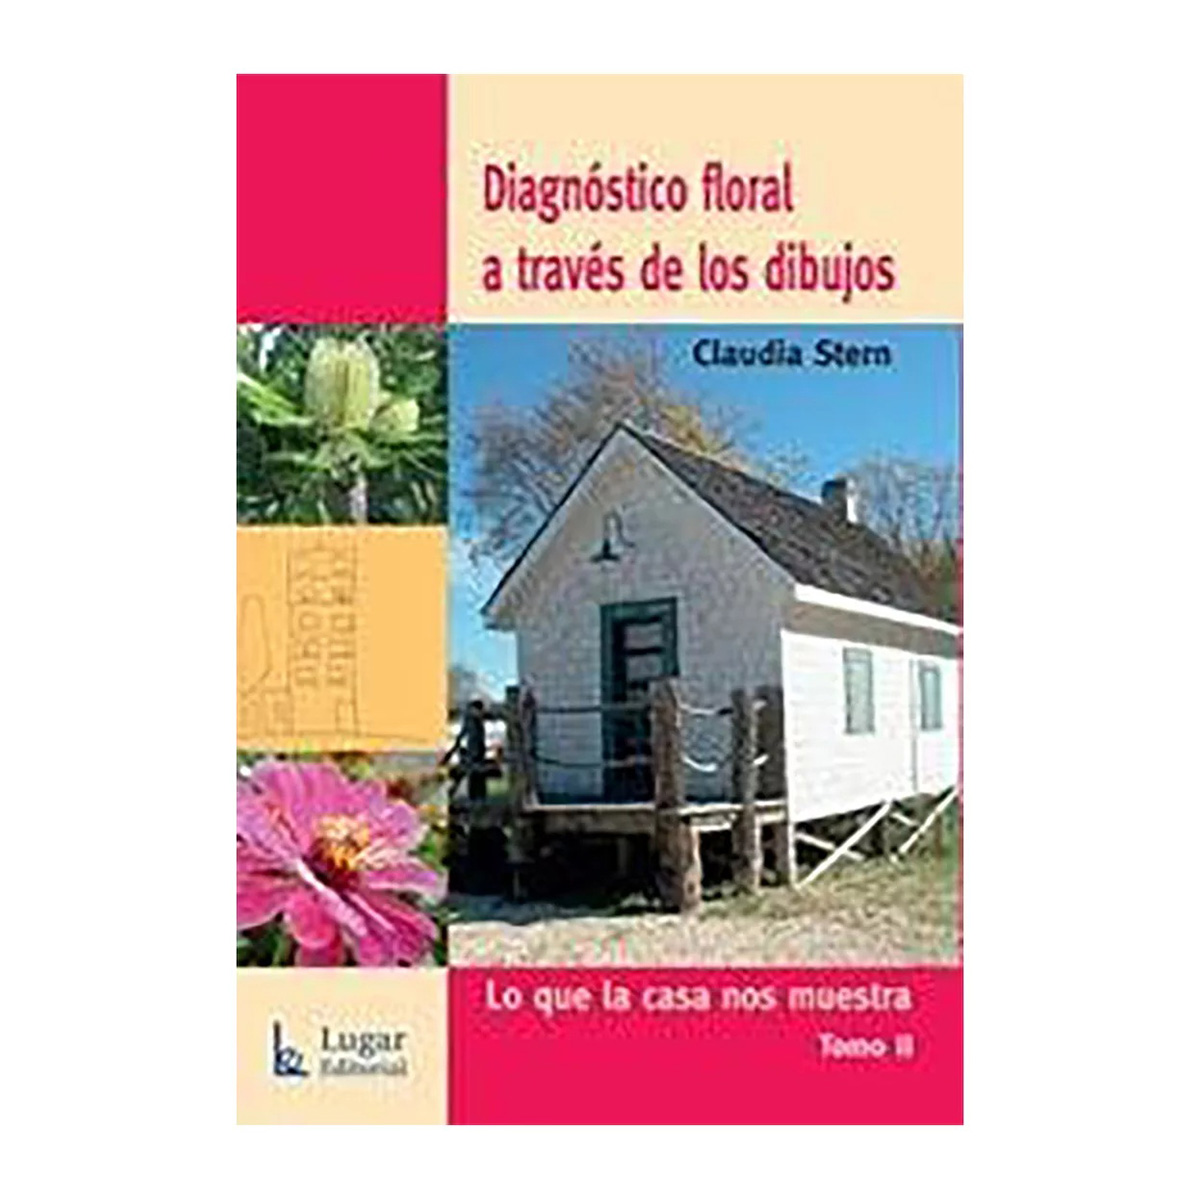 Diagnóstico floral
a través de los dibujos
Claudia Stern
Lo que la casa nos muestra
Tomo II
Lugar
Editorial